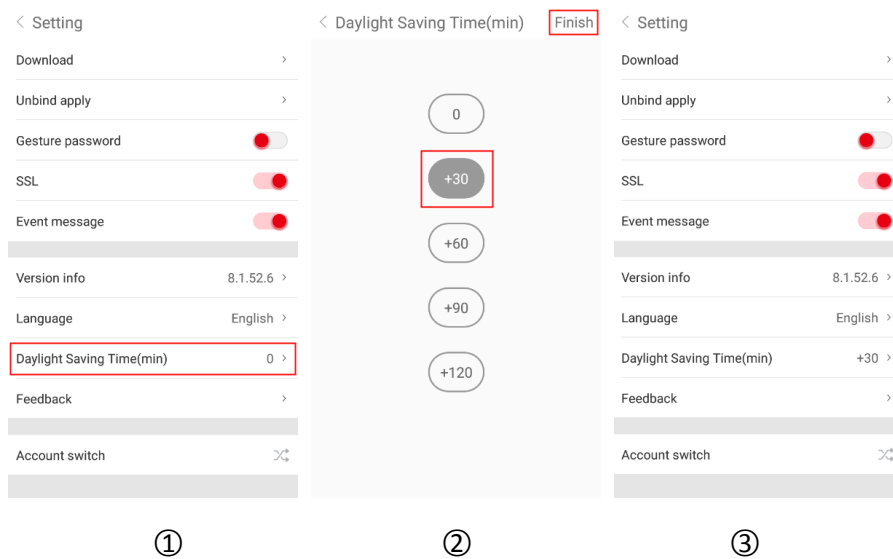 Setting
Download
Unbind apply
Gesture password
SSL
Event message
Version info 8.1.52.6
Language English
Daylight Saving Time(min) 0
Feedback
Account switch
①
Daylight Saving Time(min) Finish
0
+30
+60
+90
+120
②
Setting
Download
Unbind apply
Gesture password
SSL
Event message
Version info 8.1.52.6
Language English
Daylight Saving Time(min) +30
Feedback
Account switch
③